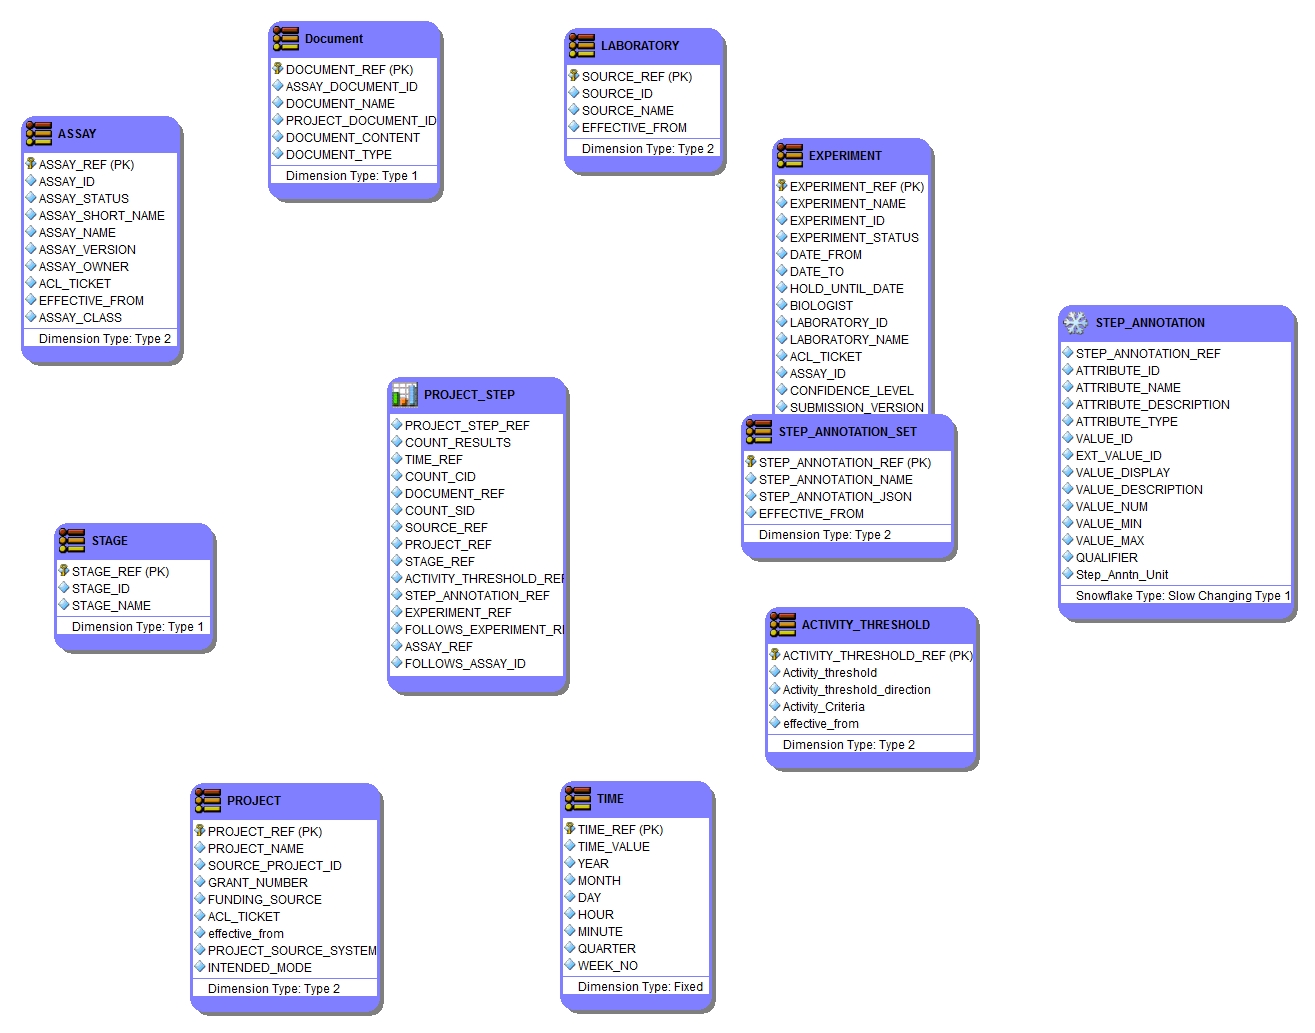 Document
DOCUMENT_REF (PK)
ASSAY_DOCUMENT_ID
DOCUMENT_NAME
PROJECT_DOCUMENT_ID
DOCUMENT_CONTENT
DOCUMENT_TYPE
Dimension Type: Type 1
LABORATORY
SOURCE_REF (PK)
SOURCE_ID
SOURCE_NAME
EFFECTIVE_FROM
Dimension Type: Type 2
ASSAY
ASSAY_REF (PK)
ASSAY_ID
ASSAY_STATUS
ASSAY_SHORT_NAME
ASSAY_NAME
ASSAY_VERSION
ASSAY_OWNER
ACL_TICKET
EFFECTIVE_FROM
ASSAY_CLASS
Dimension Type: Type 2
EXPERIMENT
EXPERIMENT_REF (PK)
EXPERIMENT_NAME
EXPERIMENT_ID
EXPERIMENT_STATUS
DATE_FROM
DATE_TO
HOLD_UNTIL_DATE
BIOLOGIST
LABORATORY_ID
LABORATORY_NAME
ACL_TICKET
ASSAY_ID
CONFIDENCE_LEVEL
SUBMISSION_VERSION
STEP_ANNOTATION_SET
STEP_ANNOTATION_REF (PK)
STEP_ANNOTATION_NAME
STEP_ANNOTATION_JSON
EFFECTIVE_FROM
Dimension Type: Type 2
STEP_ANNOTATION
STEP_ANNOTATION_REF
ATTRIBUTE_ID
ATTRIBUTE_NAME
ATTRIBUTE_DESCRIPTION
ATTRIBUTE_TYPE
VALUE_ID
EXT_VALUE_ID
VALUE_DISPLAY
VALUE_DESCRIPTION
VALUE_NUM
VALUE_MIN
VALUE_MAX
QUALIFIER
Step_Anntn_Unit
Snowflake Type: Slow Changing Type 1
PROJECT_STEP
PROJECT_STEP_REF
COUNT_RESULTS
TIME_REF
COUNT_CID
DOCUMENT_REF
COUNT_SID
SOURCE_REF
PROJECT_REF
STAGE_REF
ACTIVITY_THRESHOLD_REF
STEP_ANNOTATION_REF
EXPERIMENT_REF
FOLLOWS_EXPERIMENT_R
ASSAY_REF
FOLLOWS_ASSAY_ID
STAGE
STAGE_REF (PK)
STAGE_ID
STAGE_NAME
Dimension Type: Type 1
ACTIVITY_THRESHOLD
ACTIVITY_THRESHOLD_REF (PK)
Activity_threshold
Activity_threshold_direction
Activity_Criteria
effective_from
Dimension Type: Type 2
PROJECT
PROJECT_REF (PK)
PROJECT_NAME
SOURCE_PROJECT_ID
GRANT_NUMBER
FUNDING_SOURCE
ACL_TICKET
effective_from
PROJECT_SOURCE_SYSTEM
INTENDED_MODE
Dimension Type: Type 2
TIME
TIME_REF (PK)
TIME_VALUE
YEAR
MONTH
DAY
HOUR
MINUTE
QUARTER
WEEK_NO
Dimension Type: Fixed